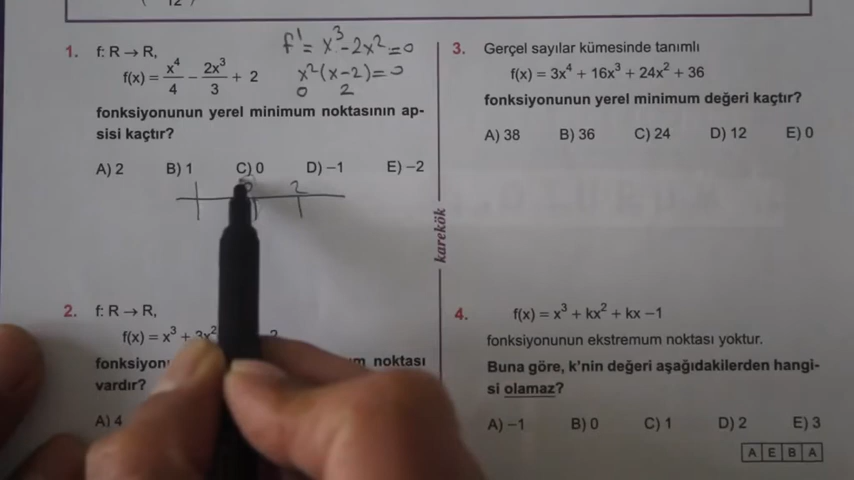 12
1. f: R → R,
f(x) = x⁴/4 − 2x³/3 + 2
f' = x³ - 2x² = 0
x²(x-2) = 0
0 2
fonksiyonunun yerel minimum noktasının ap-
sisi kaçtır?
A) 2 B) 1 C) 0 D) −1 E) −2
2
2. f: R → R,
f(x) = x³ + 3x²
noktası
vardır?
A) 4
karekök
3. Gerçel sayılar kümesinde tanımlı
f(x) = 3x⁴ + 16x³ + 24x² + 36
fonksiyonunun yerel minimum değeri kaçtır?
A) 38 B) 36 C) 24 D) 12 E) 0
4. f(x) = x³ + kx² + kx −1
fonksiyonunun ekstremum noktası yoktur.
Buna göre, k'nin değeri aşağıdakilerden hangi-
si olamaz?
A) −1 B) 0 C) 1 D) 2 E) 3
A E B A